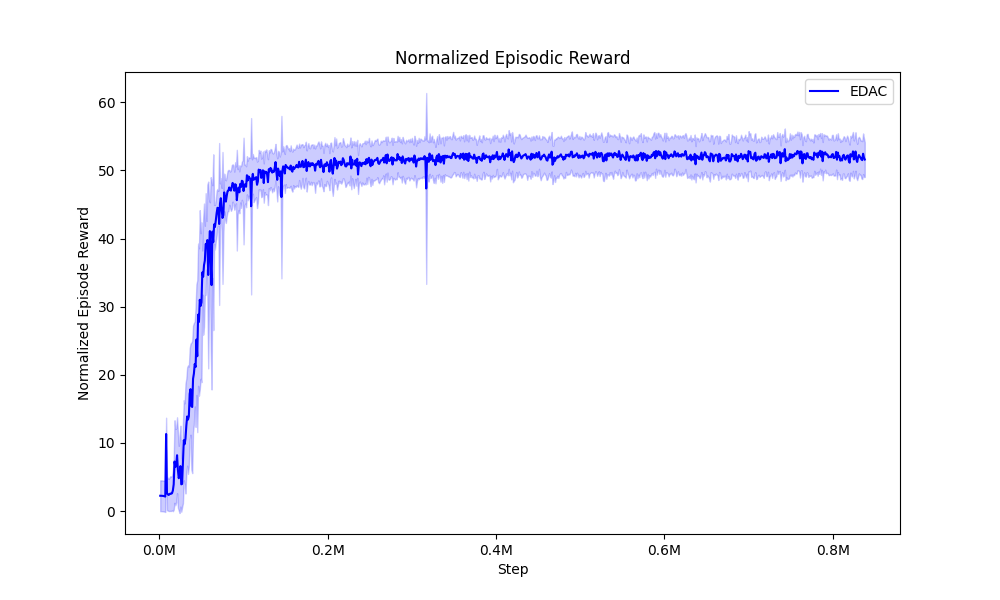 Normalized Episodic Reward
EDAC
Normalized Episode Reward
60
50
40
30
20
10
0
0.0M
0.2M
0.4M
0.6M
0.8M
Step